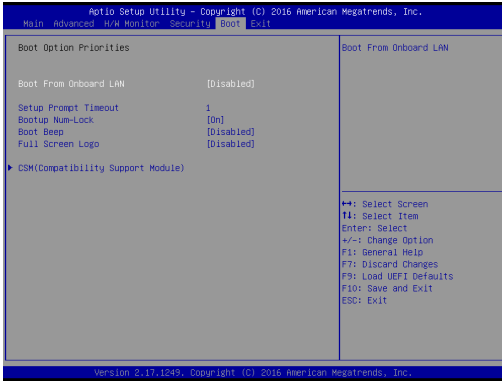 Aptio Setup Utility – Copyright (C) 2016 American Megatrends, Inc.
Main Advanced H/W Monitor Security Boot Exit
Boot Option Priorities
Boot From Onboard LAN [Disabled]
Setup Prompt Timeout 1
Bootup Num-Lock [On]
Boot Beep [Disabled]
Full Screen Logo [Disabled]
CSM(Compatibility Support Module)
Boot From Onboard LAN
↔: Select Screen
↑↓: Select Item
Enter: Select
+/-: Change Option
F1: General Help
F7: Discard Changes
F9: Load UEFI Defaults
F10: Save and Exit
ESC: Exit
Version 2.17.1249. Copyright (C) 2016 American Megatrends, Inc.